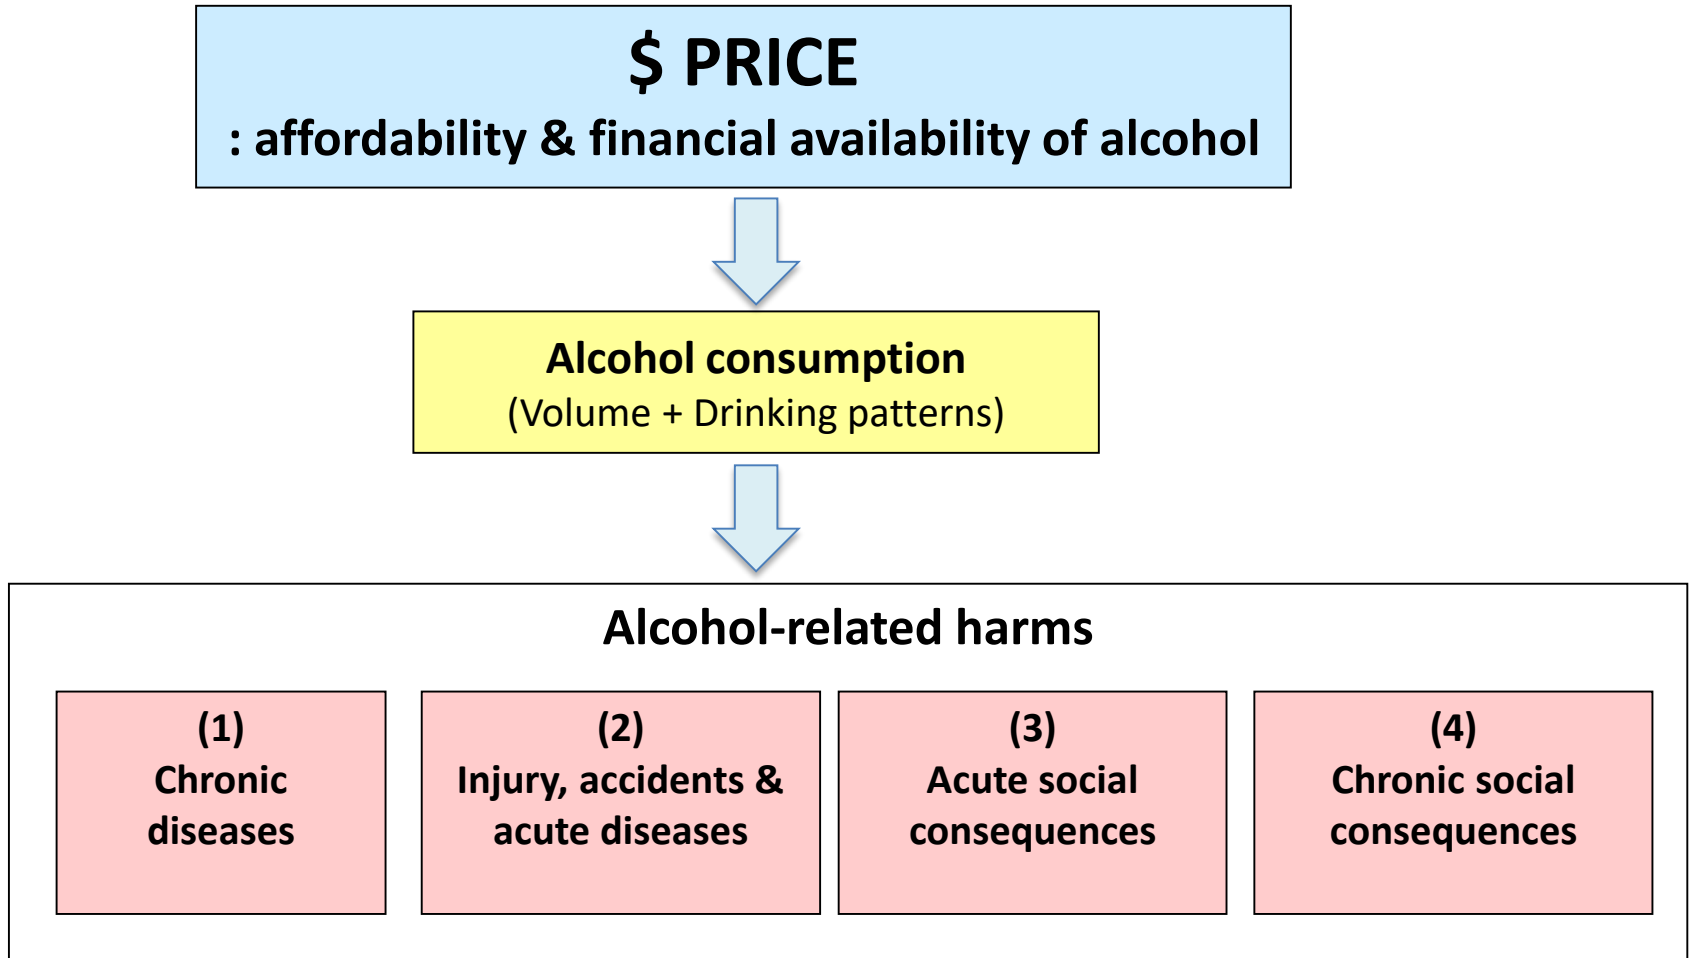 $ PRICE
: affordability & financial availability of alcohol
Alcohol consumption
(Volume + Drinking patterns)
Alcohol-related harms
(1)
Chronic
diseases
(2)
Injury, accidents &
acute diseases
(3)
Acute social
consequences
(4)
Chronic social
consequences